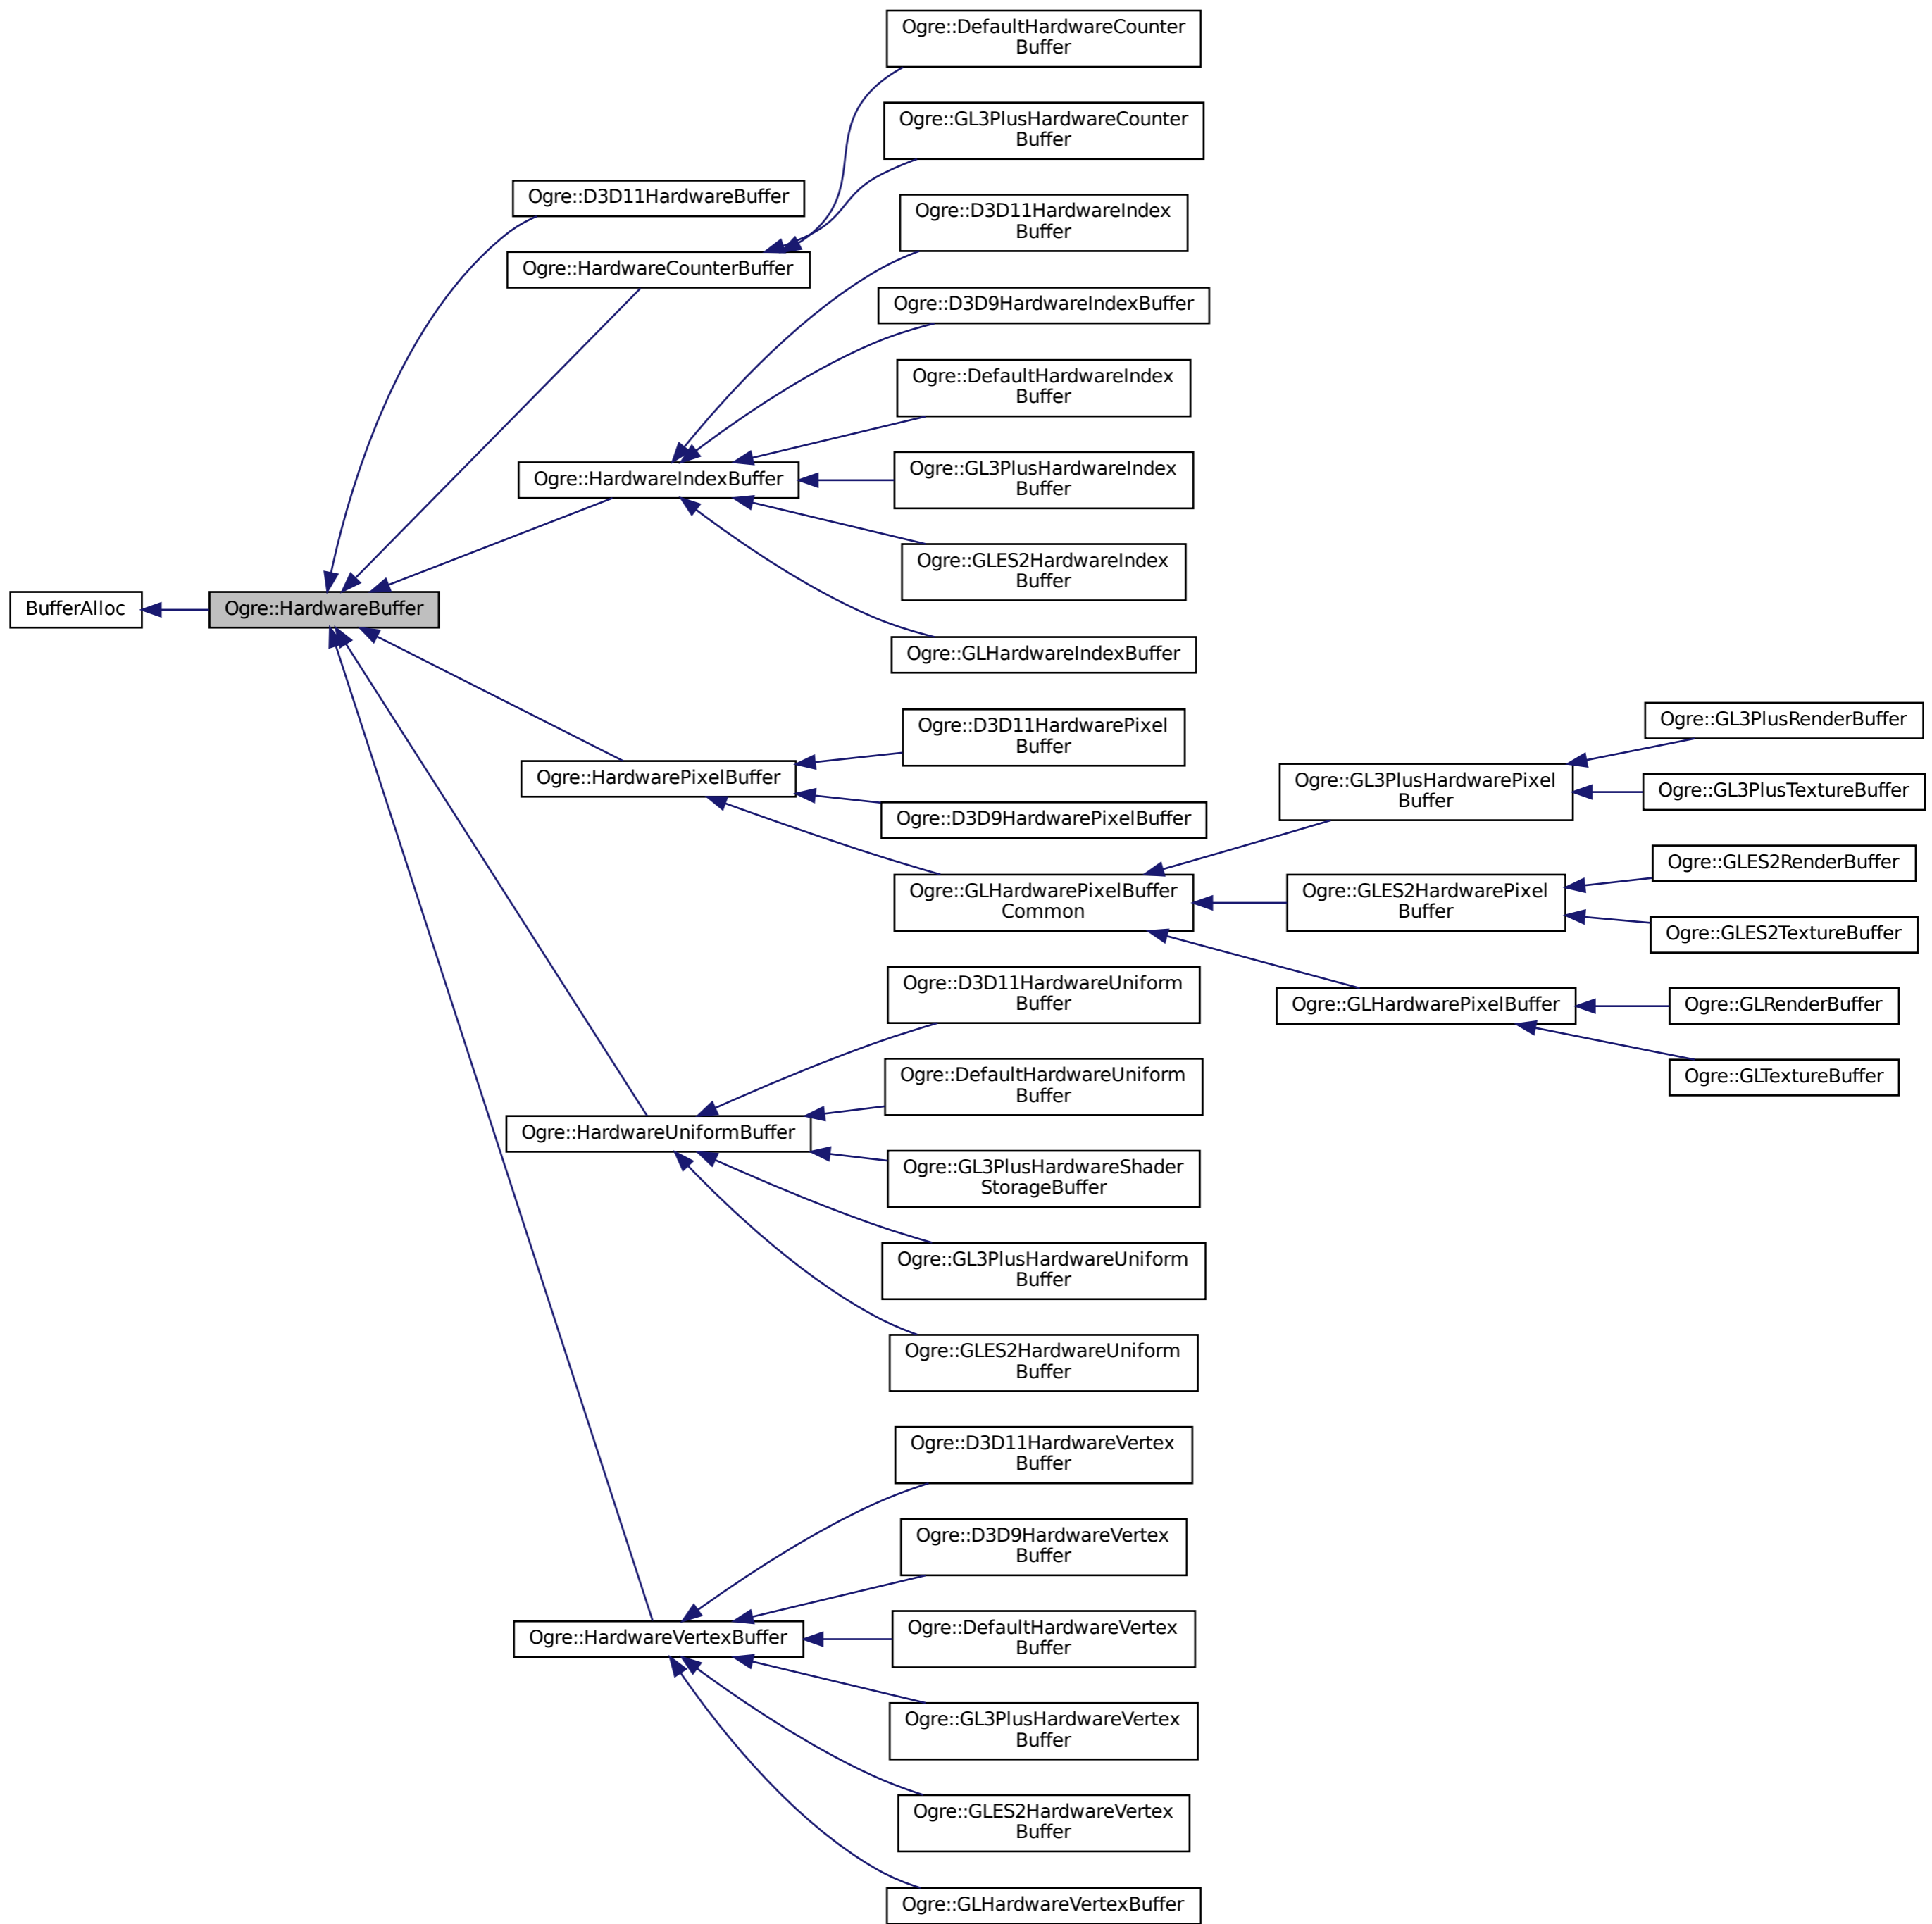 BufferAlloc
Ogre::HardwareBuffer
Ogre::D3D11HardwareBuffer
Ogre::HardwareCounterBuffer
Ogre::HardwareIndexBuffer
Ogre::HardwarePixelBuffer
Ogre::HardwareUniformBuffer
Ogre::HardwareVertexBuffer
Ogre::DefaultHardwareCounter
Buffer
Ogre::GL3PlusHardwareCounter
Buffer
Ogre::D3D11HardwareIndex
Buffer
Ogre::D3D9HardwareIndexBuffer
Ogre::DefaultHardwareIndex
Buffer
Ogre::GL3PlusHardwareIndex
Buffer
Ogre::GLES2HardwareIndex
Buffer
Ogre::GLHardwareIndexBuffer
Ogre::D3D11HardwarePixel
Buffer
Ogre::D3D9HardwarePixelBuffer
Ogre::GLHardwarePixelBuffer
Common
Ogre::D3D11HardwareUniform
Buffer
Ogre::DefaultHardwareUniform
Buffer
Ogre::GL3PlusHardwareShader
StorageBuffer
Ogre::GL3PlusHardwareUniform
Buffer
Ogre::GLES2HardwareUniform
Buffer
Ogre::D3D11HardwareVertex
Buffer
Ogre::D3D9HardwareVertex
Buffer
Ogre::DefaultHardwareVertex
Buffer
Ogre::GL3PlusHardwareVertex
Buffer
Ogre::GLES2HardwareVertex
Buffer
Ogre::GLHardwareVertexBuffer
Ogre::GL3PlusHardwarePixel
Buffer
Ogre::GLES2HardwarePixel
Buffer
Ogre::GLHardwarePixelBuffer
Ogre::GL3PlusRenderBuffer
Ogre::GL3PlusTextureBuffer
Ogre::GLES2RenderBuffer
Ogre::GLES2TextureBuffer
Ogre::GLRenderBuffer
Ogre::GLTextureBuffer